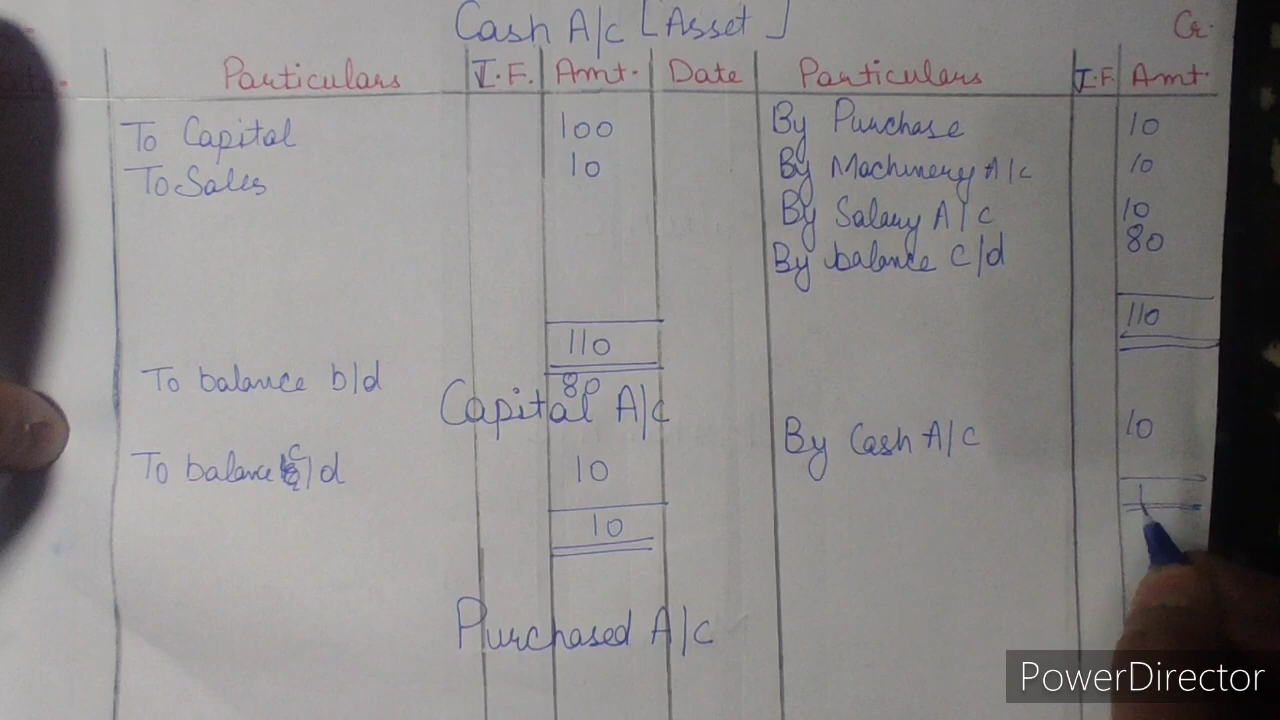 Cash A/c [Asset]
Cr.
Particulars J.F. Amt. Date Particulars J.F. Amt.
To Capital 100 By Purchase 10
To Sales 10 By Machinery A/c 10
By Salary A/c 10
By balance c/d 80
110 110
To balance b/d 80
Capital A/c
By Cash A/c 10
To balance c/d 10
10 1
Purchased A/c
PowerDirector